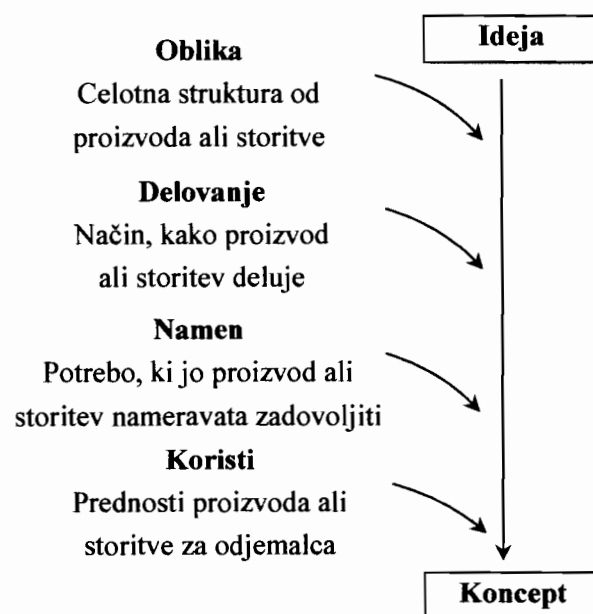 Ideja
Oblika
Celotna struktura od
proizvoda ali storitve
Delovanje
Način, kako proizvod
ali storitev deluje
Namen
Potrebo, ki jo proizvod ali
storitev nameravata zadovoljiti
Koristi
Prednosti proizvoda ali
storitve za odjemalca
Koncept